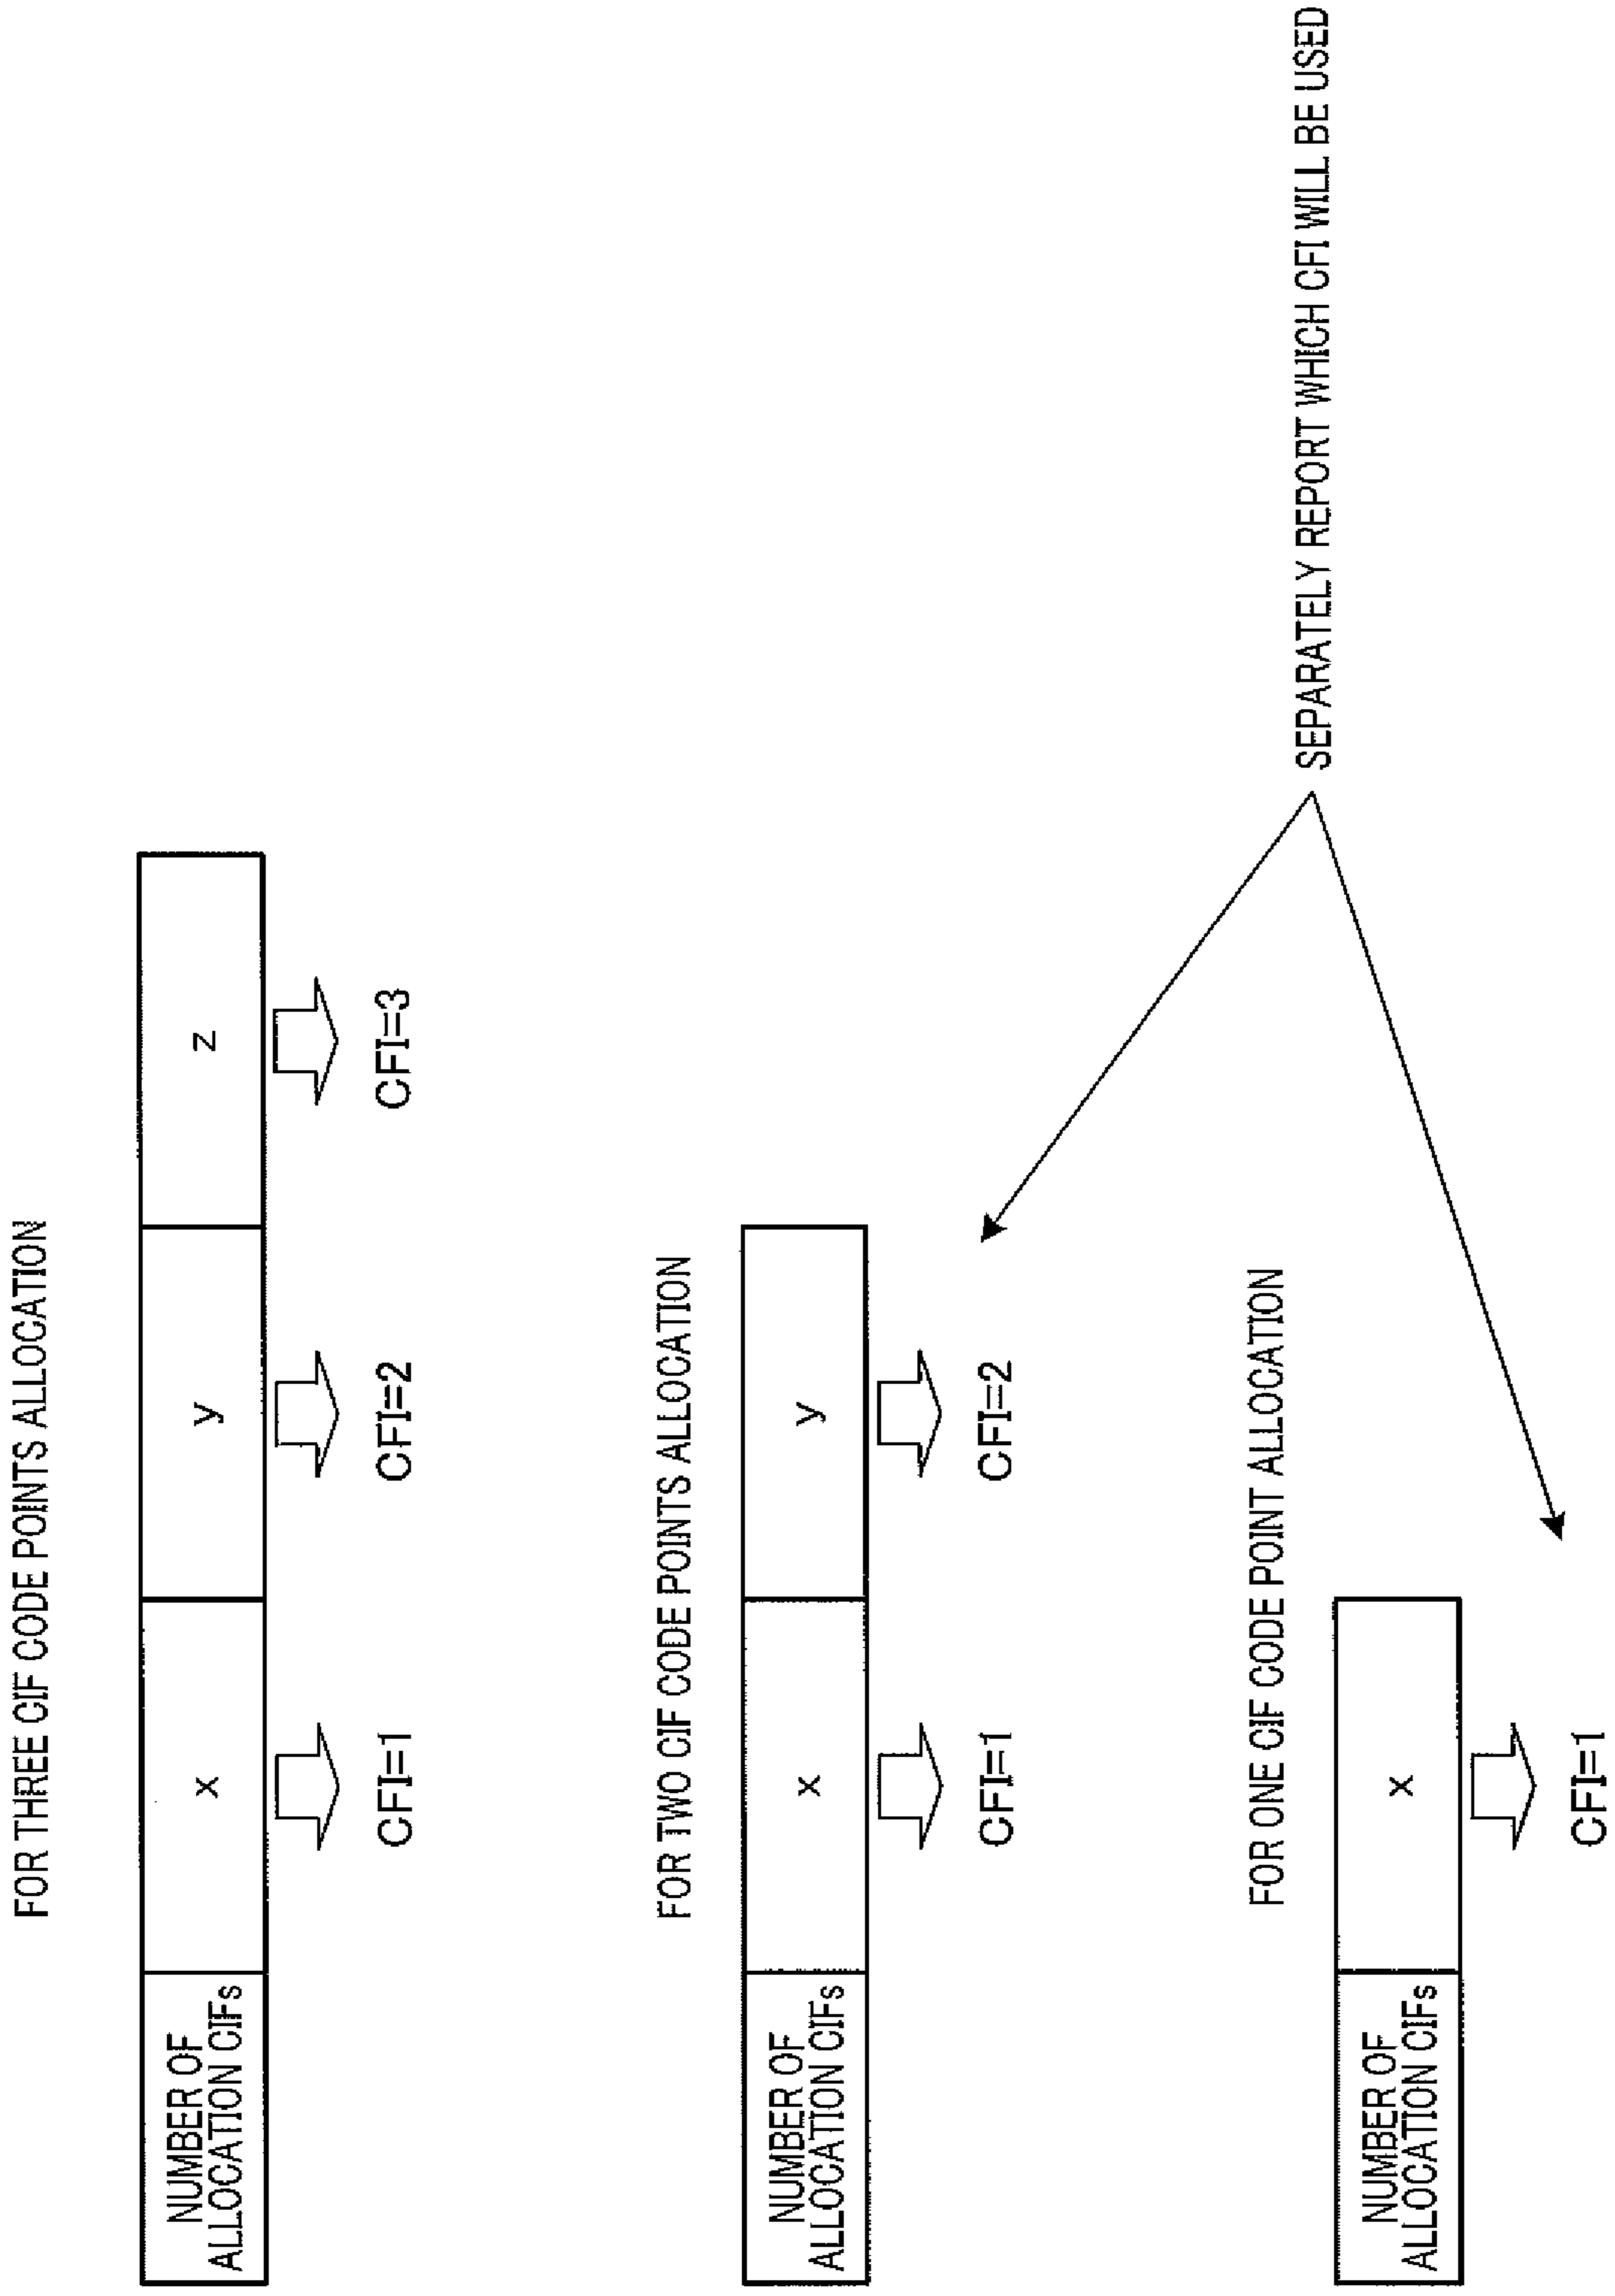 FOR THREE CIF CODE POINTS ALLOCATION
NUMBER OF
ALLOCATION CIFs
x
y
z
CFI=1
CFI=2
CFI=3
FOR TWO CIF CODE POINTS ALLOCATION
NUMBER OF
ALLOCATION CIFs
x
y
CFI=1
CFI=2
FOR ONE CIF CODE POINT ALLOCATION
SEPARATELY REPORT WHICH CFI WILL BE USED
NUMBER OF
ALLOCATION CIFs
x
CFI=1